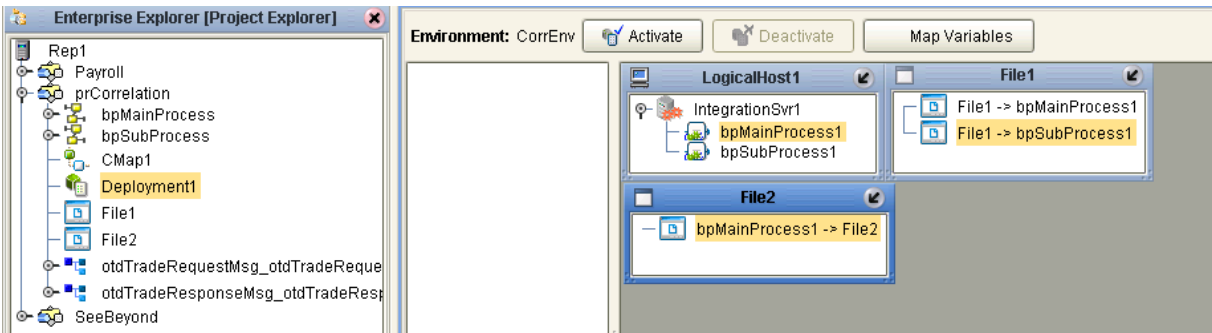 Enterprise Explorer [Project Explorer]
Rep1
Payroll
prCorrelation
bpMainProcess
bpSubProcess
CMap1
Deployment1
File1
File2
otdTradeRequestMsg_otdTradeReque
otdTradeResponseMsg_otdTradeResp
SeeBeyond
Environment: CorrEnv
Activate
Deactivate
Map Variables
LogicalHost1
IntegrationSvr1
bpMainProcess1
bpSubProcess1
File1
File1 -> bpMainProcess1
File1 -> bpSubProcess1
File2
bpMainProcess1 -> File2